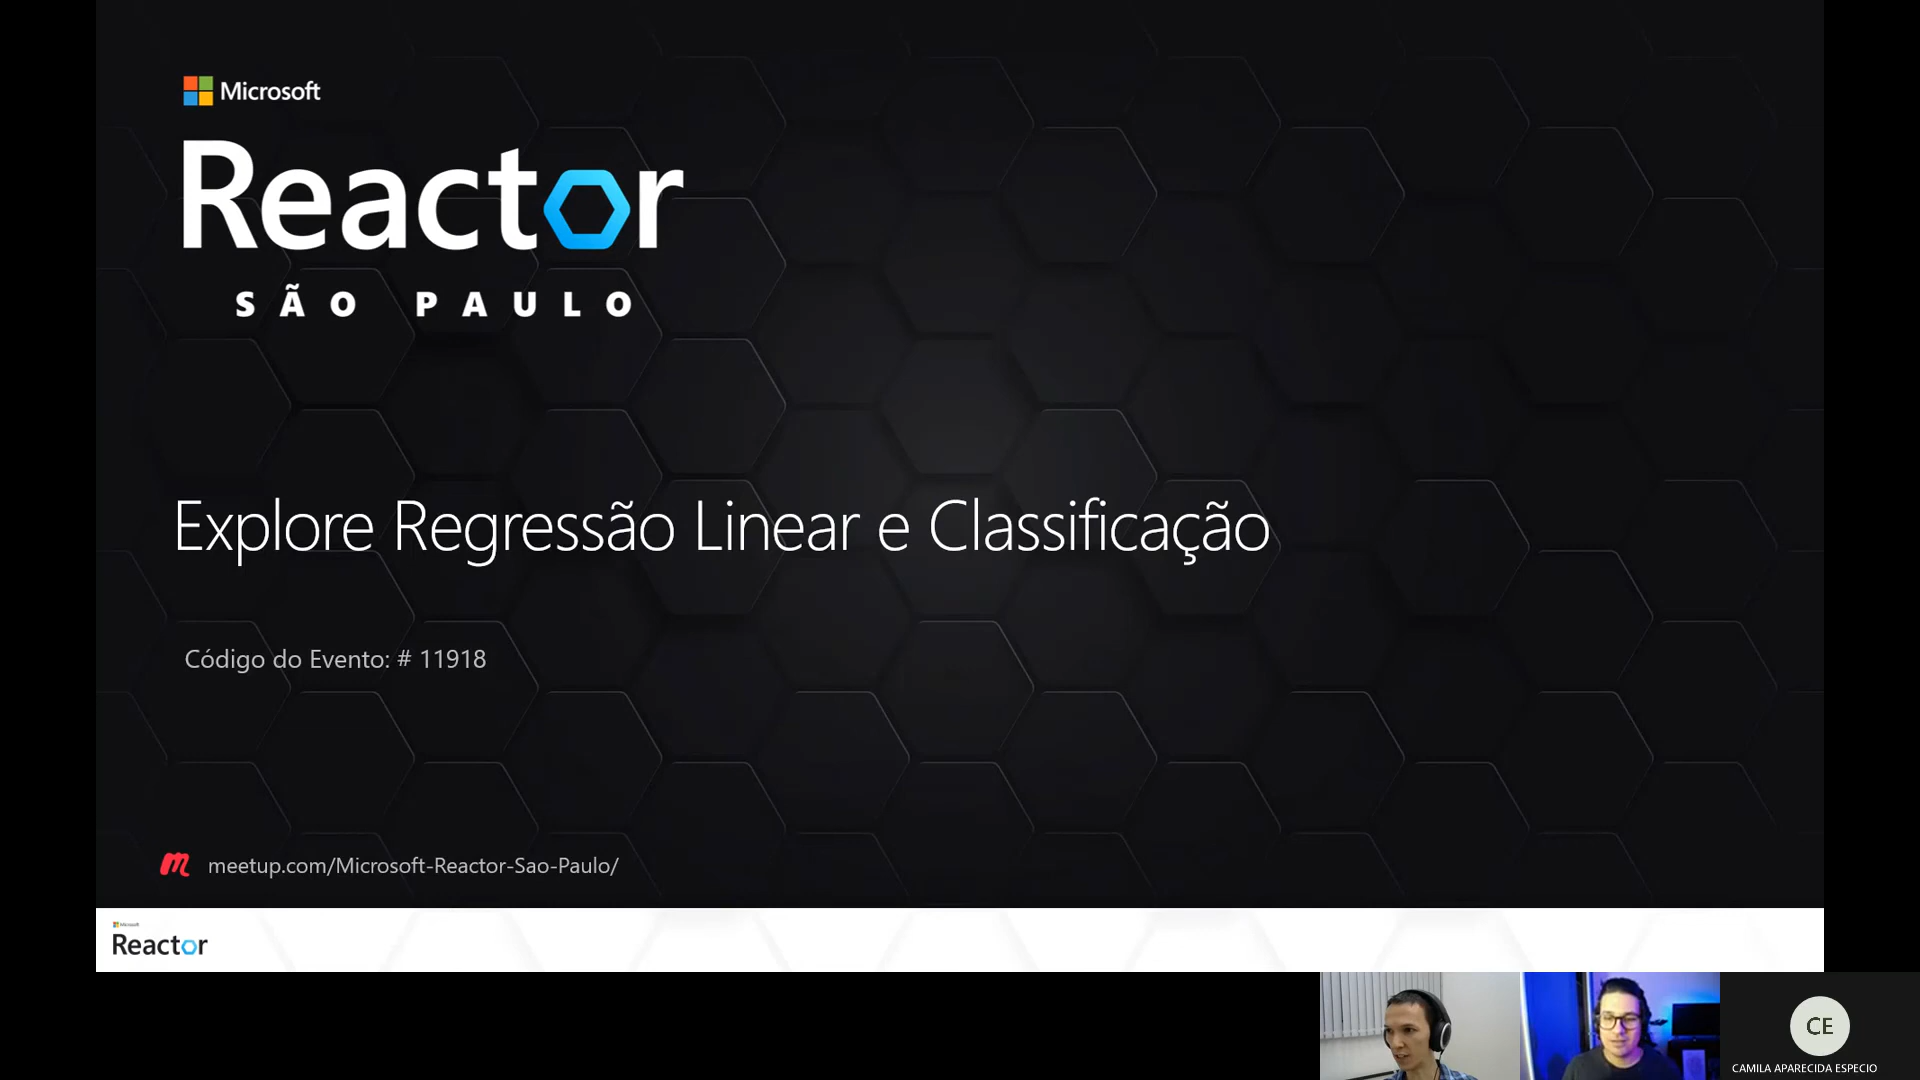 Microsoft
Reactor
SÃO PAULO
Explore Regressão Linear e Classificação
Código do Evento: # 11918
meetup.com/Microsoft-Reactor-Sao-Paulo/
Microsoft
Reactor
CE
CAMILA APARECIDA ESPECIO